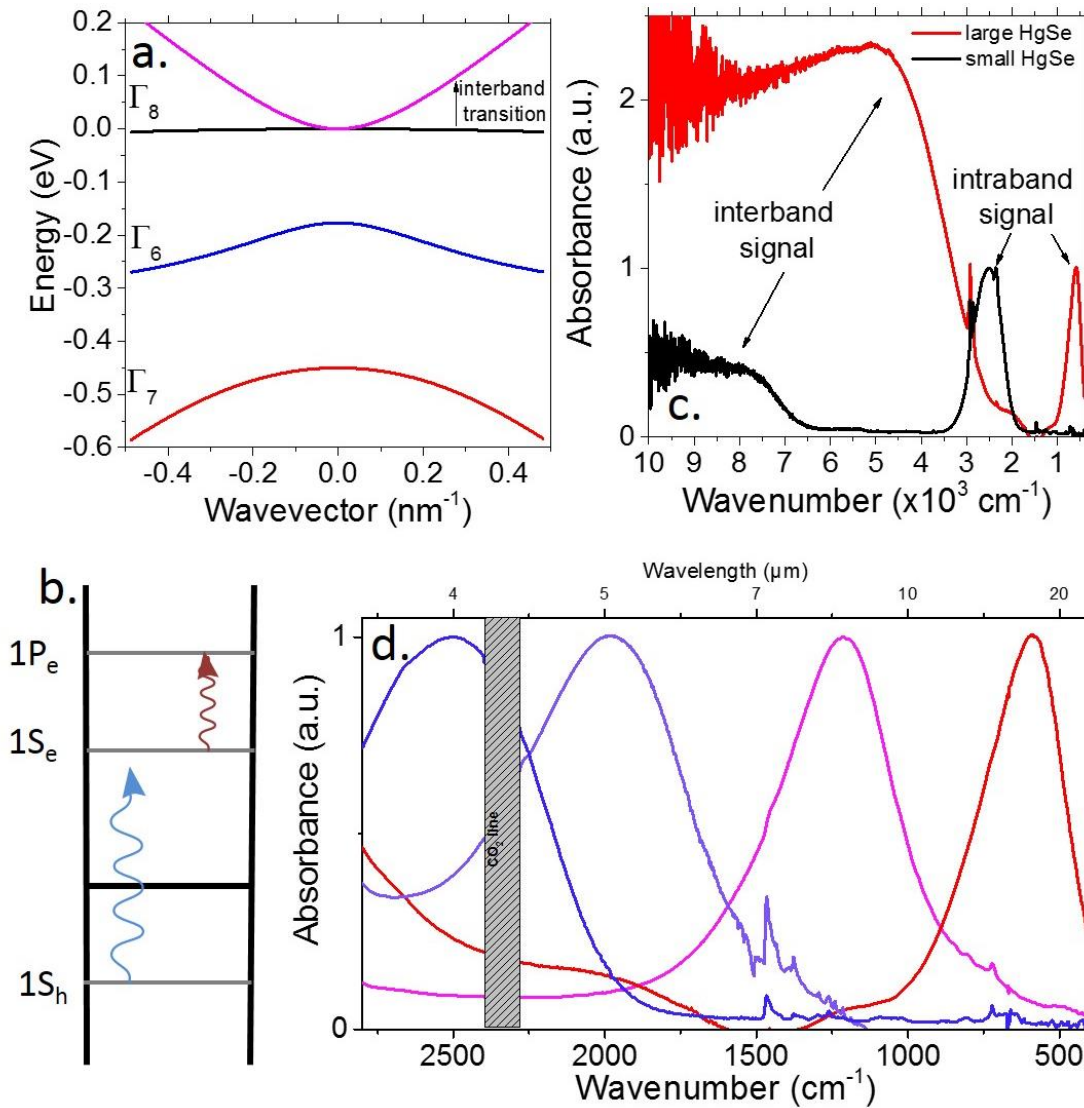 a.
0.2
0.1
0.0
-0.1
-0.2
-0.3
-0.4
-0.5
-0.6
Energy (eV)
Γ8
Γ6
Γ7
interband
transition
-0.4 -0.2 0.0 0.2 0.4
Wavevector (nm-1)
c.
large HgSe
small HgSe
2
1
0
Absorbance (a.u.)
interband
signal
intraband
signal
10 9 8 7 6 5 4 3 2 1
Wavenumber (x10³ cm-1)
b.
1Pe
1Se
1Sh
d.
Wavelength (µm)
4 5 7 10 20
1
0
Absorbance (a.u.)
CO2 line
2500 2000 1500 1000 500
Wavenumber (cm-1)